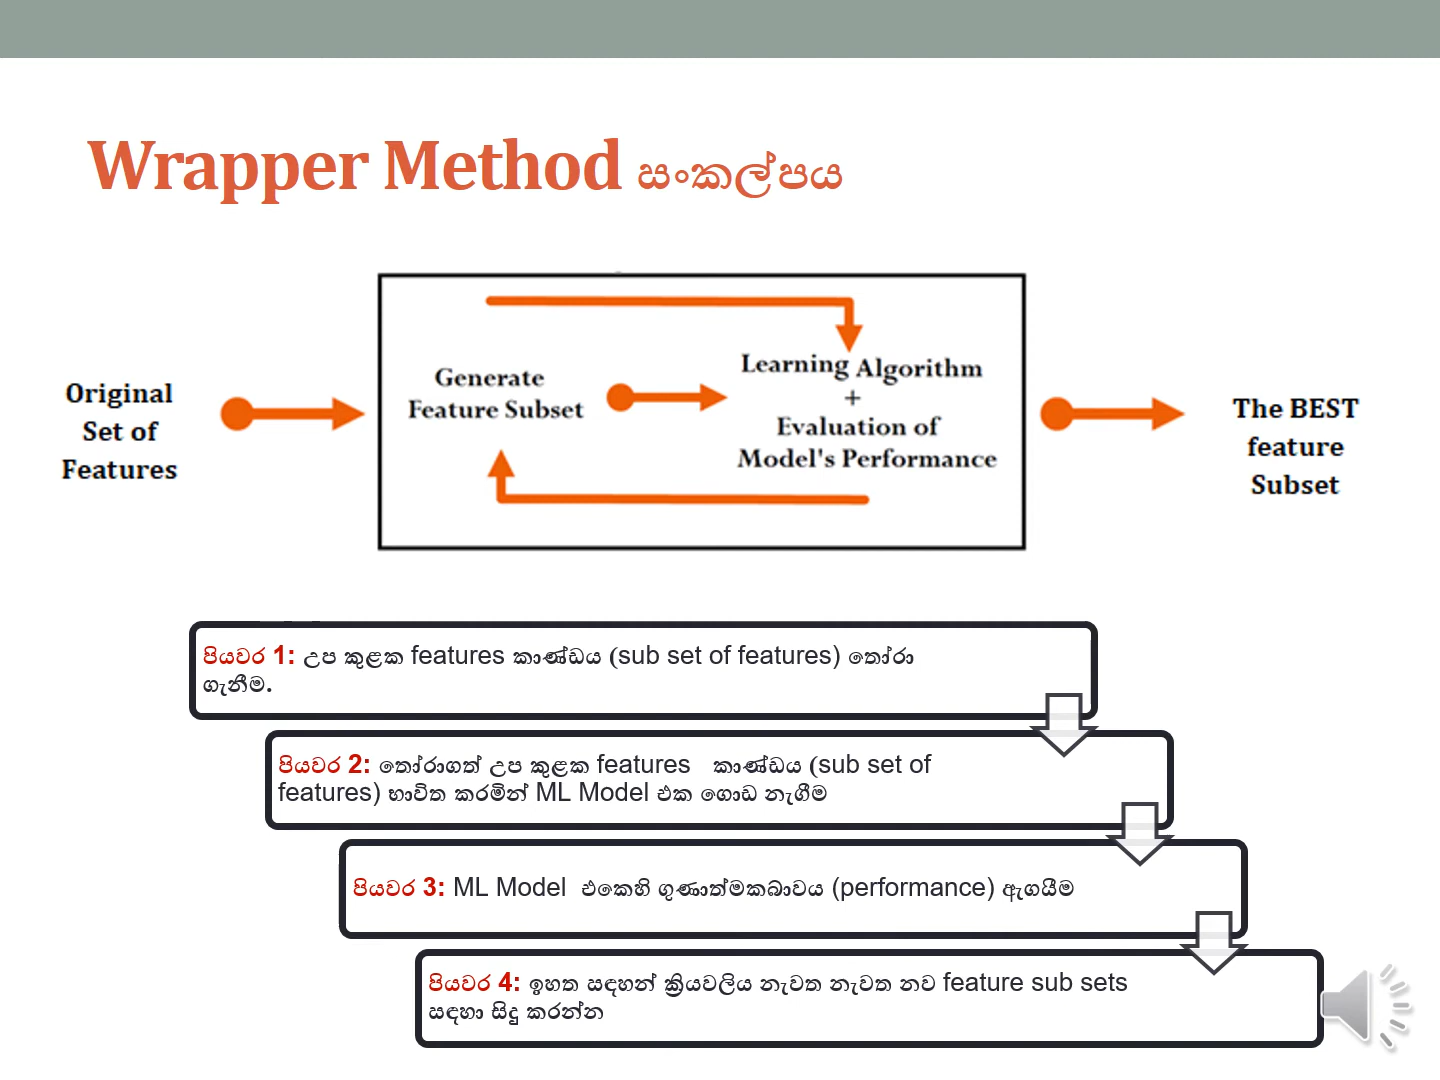 Wrapper Method සංකල්පය
Original
Set of
Features
Generate
Feature Subset
Learning Algorithm
+
Evaluation of
Model's Performance
The BEST
feature
Subset
පියවර 1: උප කුළක features කාණ්ඩය (sub set of features) තෝරා
ගැනීම.
පියවර 2: තෝරාගත් උප කුළක features කාණ්ඩය (sub set of
features) භාවිත කරමින් ML Model එක ගොඩ නැගීම
පියවර 3: ML Model එකෙහි ගුණාත්මකබාවය (performance) ඇගයීම
පියවර 4: ඉහත සඳහන් ක්‍රියවලිය නැවත නැවත නව feature sub sets
සඳහා සිදු කරන්න